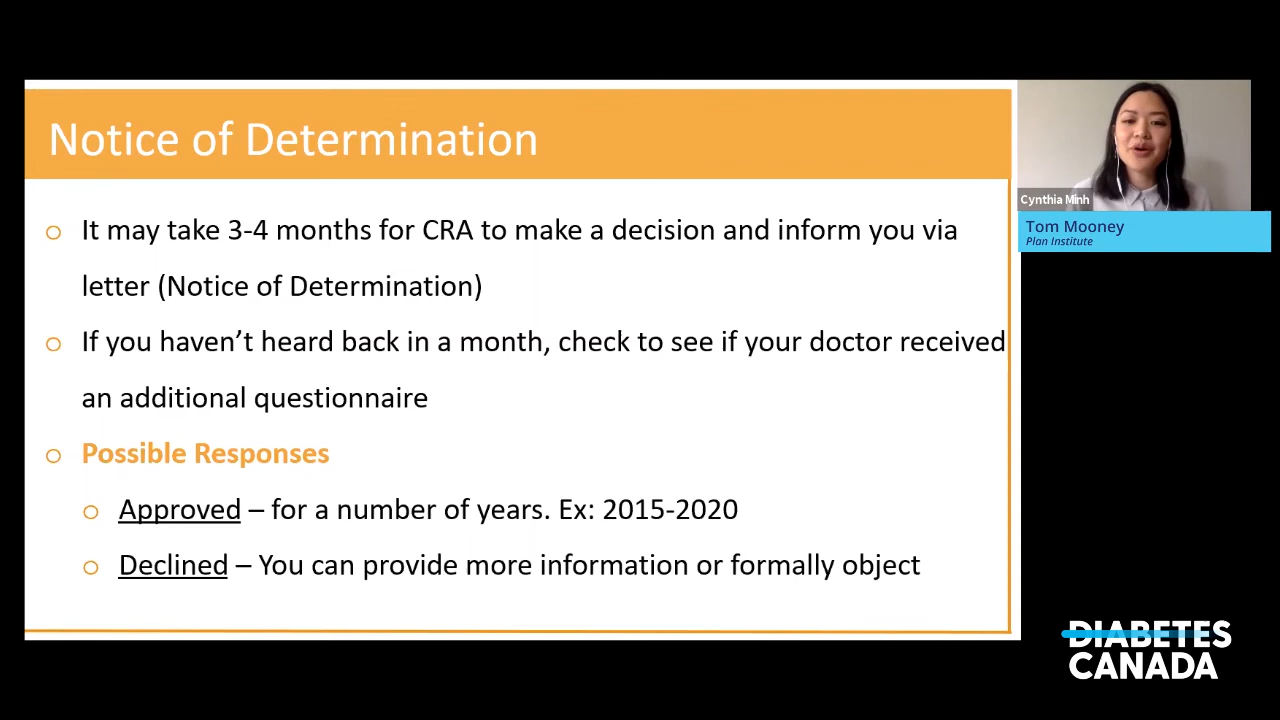 Notice of Determination
o It may take 3-4 months for CRA to make a decision and inform you via
letter (Notice of Determination)
o If you haven’t heard back in a month, check to see if your doctor received
an additional questionnaire
o Possible Responses
o Approved – for a number of years. Ex: 2015-2020
o Declined – You can provide more information or formally object
Cynthia Minh
Tom Mooney
Plan Institute
DIABETES
CANADA